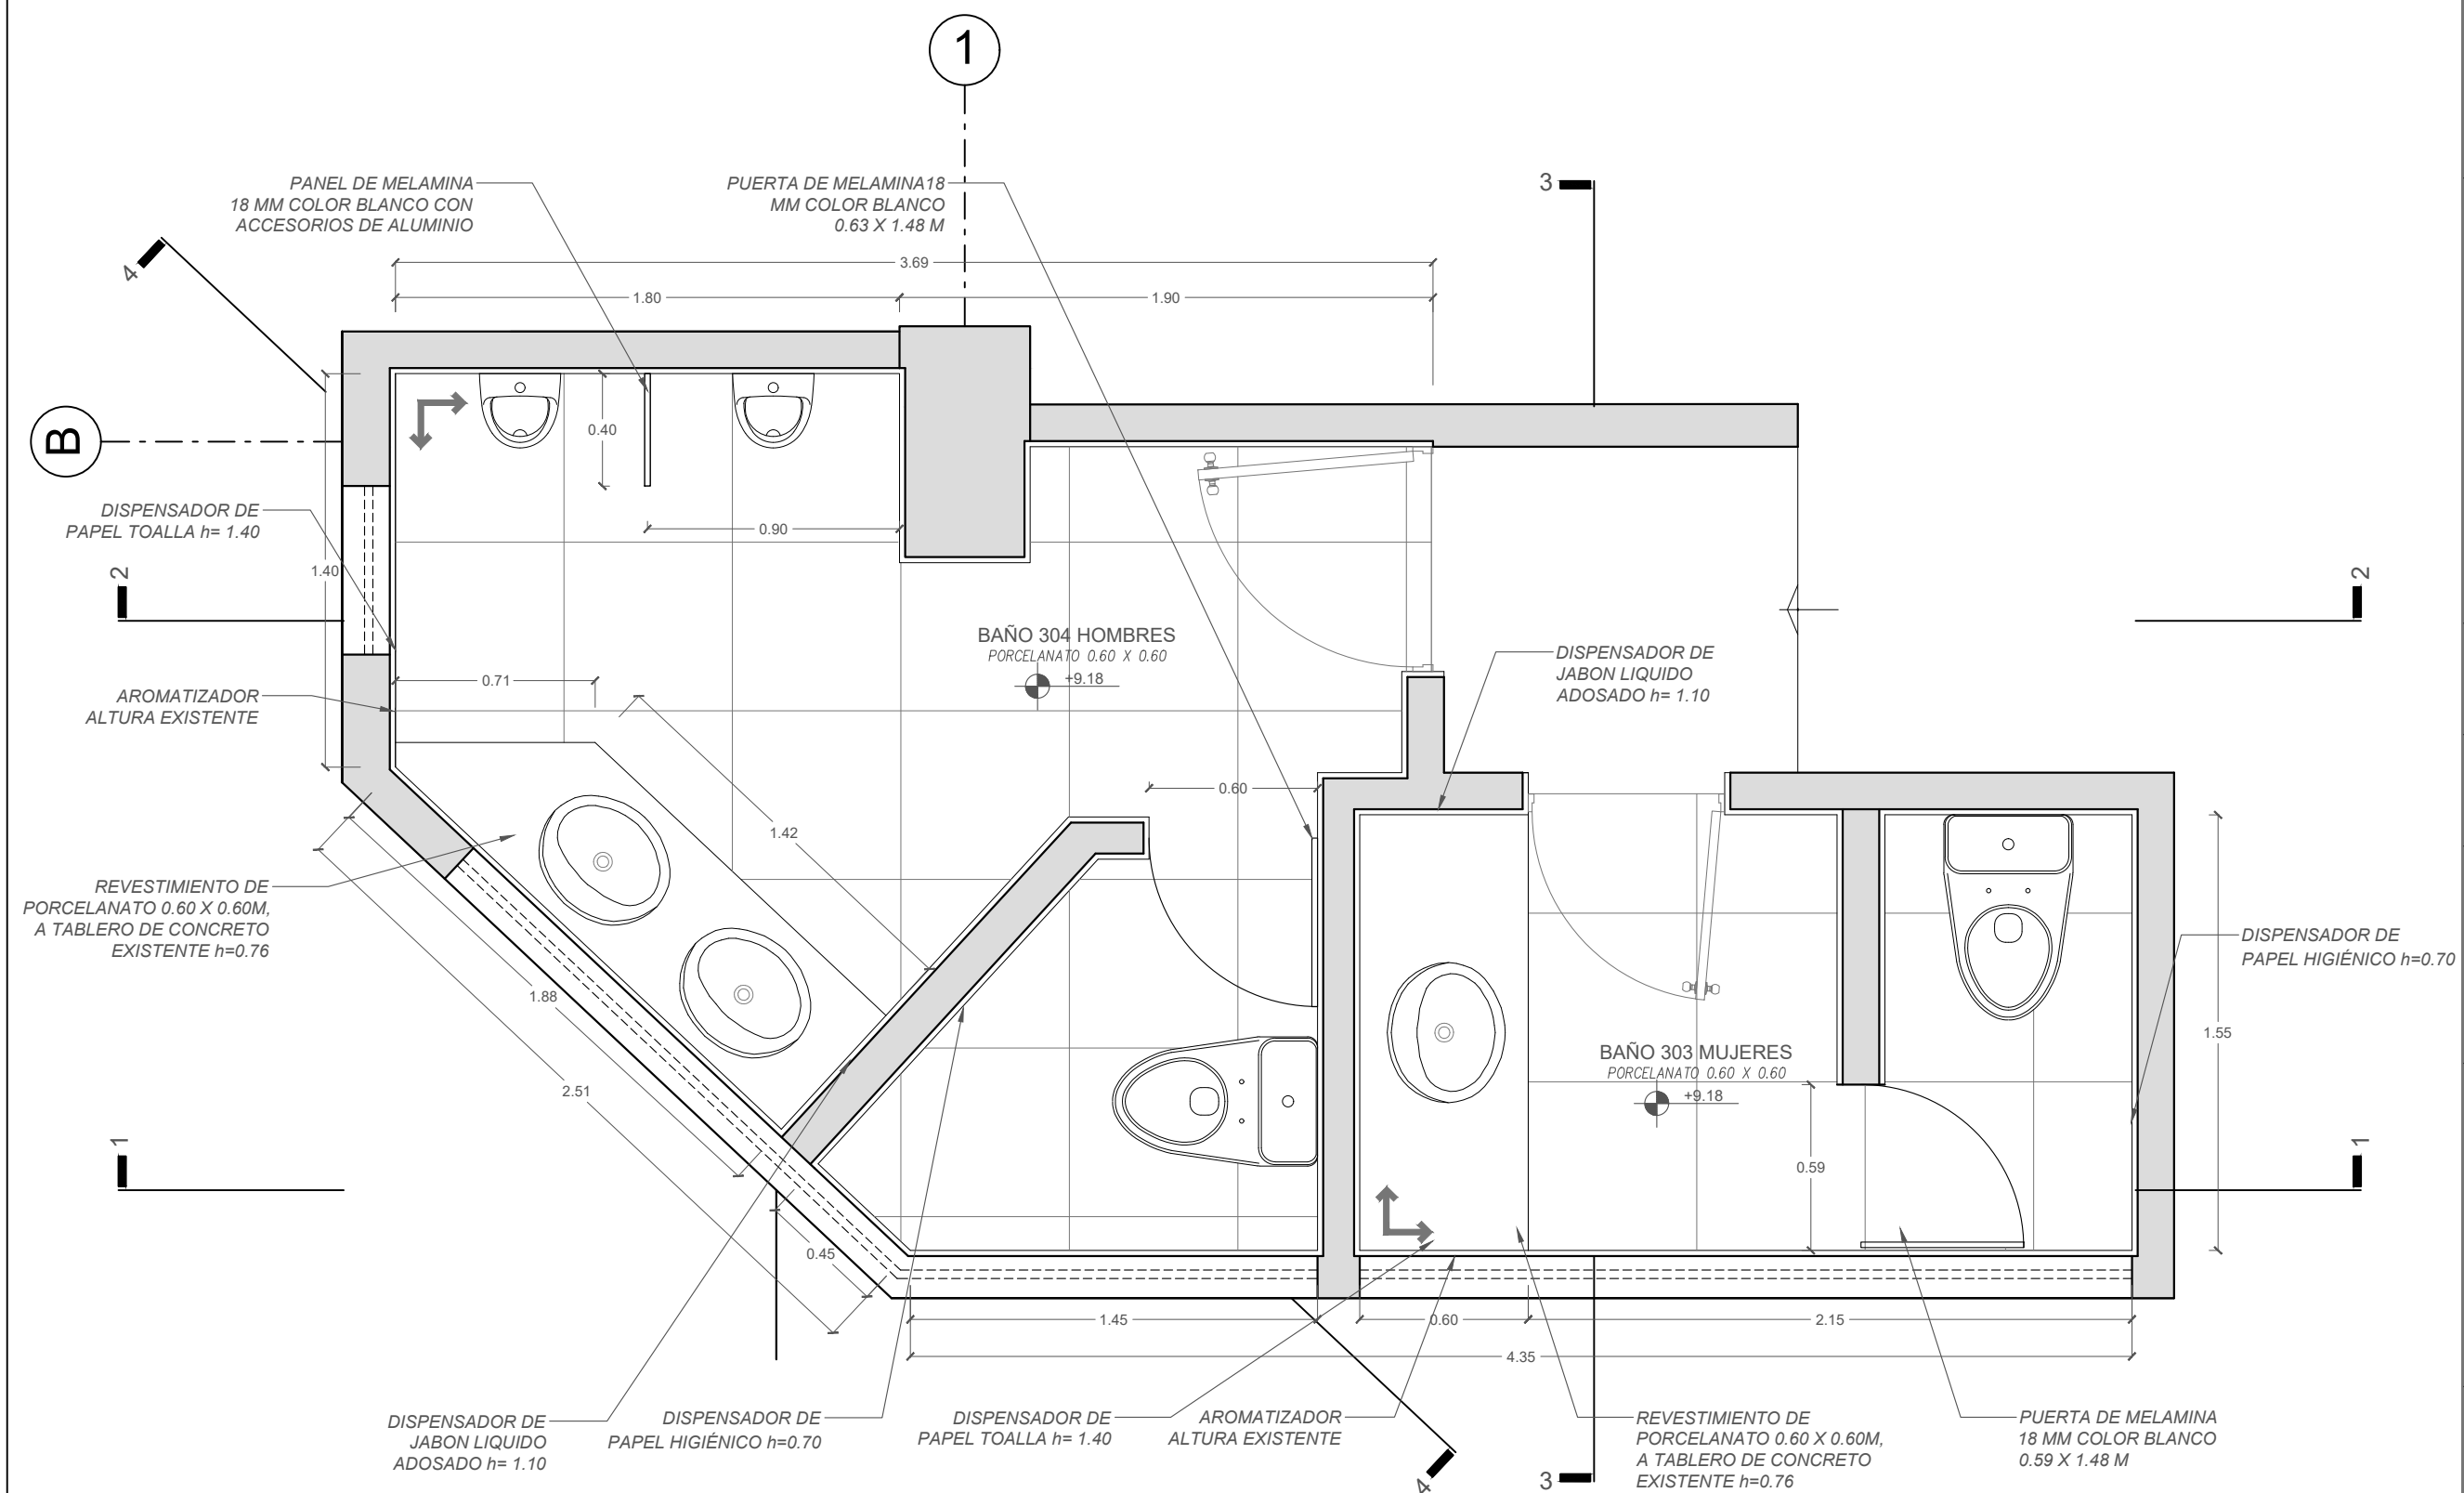 1
PANEL DE MELAMINA
18 MM COLOR BLANCO CON
ACCESORIOS DE ALUMINIO
PUERTA DE MELAMINA18
MM COLOR BLANCO
0.63 X 1.48 M
3
4
3.69
1.80
1.90
B
0.40
DISPENSADOR DE
PAPEL TOALLA h= 1.40
0.90
1.40
2
2
BAÑO 304 HOMBRES
PORCELANATO 0.60 X 0.60
+9.18
DISPENSADOR DE
JABON LIQUIDO
ADOSADO h= 1.10
0.71
AROMATIZADOR
ALTURA EXISTENTE
0.60
1.42
REVESTIMIENTO DE
PORCELANATO 0.60 X 0.60M,
A TABLERO DE CONCRETO
EXISTENTE h=0.76
DISPENSADOR DE
PAPEL HIGIÉNICO h=0.70
1.88
1.55
BAÑO 303 MUJERES
PORCELANATO 0.60 X 0.60
+9.18
2.51
1
1
0.59
0.45
1.45
0.60
2.15
4.35
DISPENSADOR DE
JABON LIQUIDO
ADOSADO h= 1.10
DISPENSADOR DE
PAPEL HIGIÉNICO h=0.70
DISPENSADOR DE
PAPEL TOALLA h= 1.40
AROMATIZADOR
ALTURA EXISTENTE
REVESTIMIENTO DE
PORCELANATO 0.60 X 0.60M,
A TABLERO DE CONCRETO
EXISTENTE h=0.76
PUERTA DE MELAMINA
18 MM COLOR BLANCO
0.59 X 1.48 M
4
3